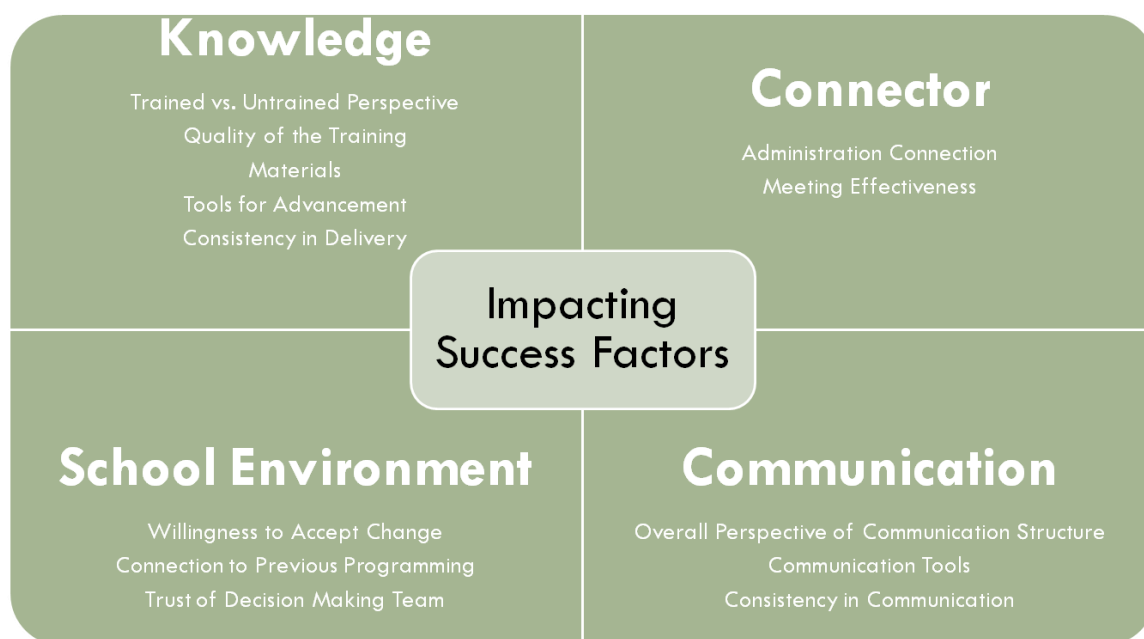 Knowledge
Trained vs. Untrained Perspective
Quality of the Training
Materials
Tools for Advancement
Consistency in Delivery
Connector
Administration Connection
Meeting Effectiveness
Impacting
Success Factors
School Environment
Willingness to Accept Change
Connection to Previous Programming
Trust of Decision Making Team
Communication
Overall Perspective of Communication Structure
Communication Tools
Consistency in Communication